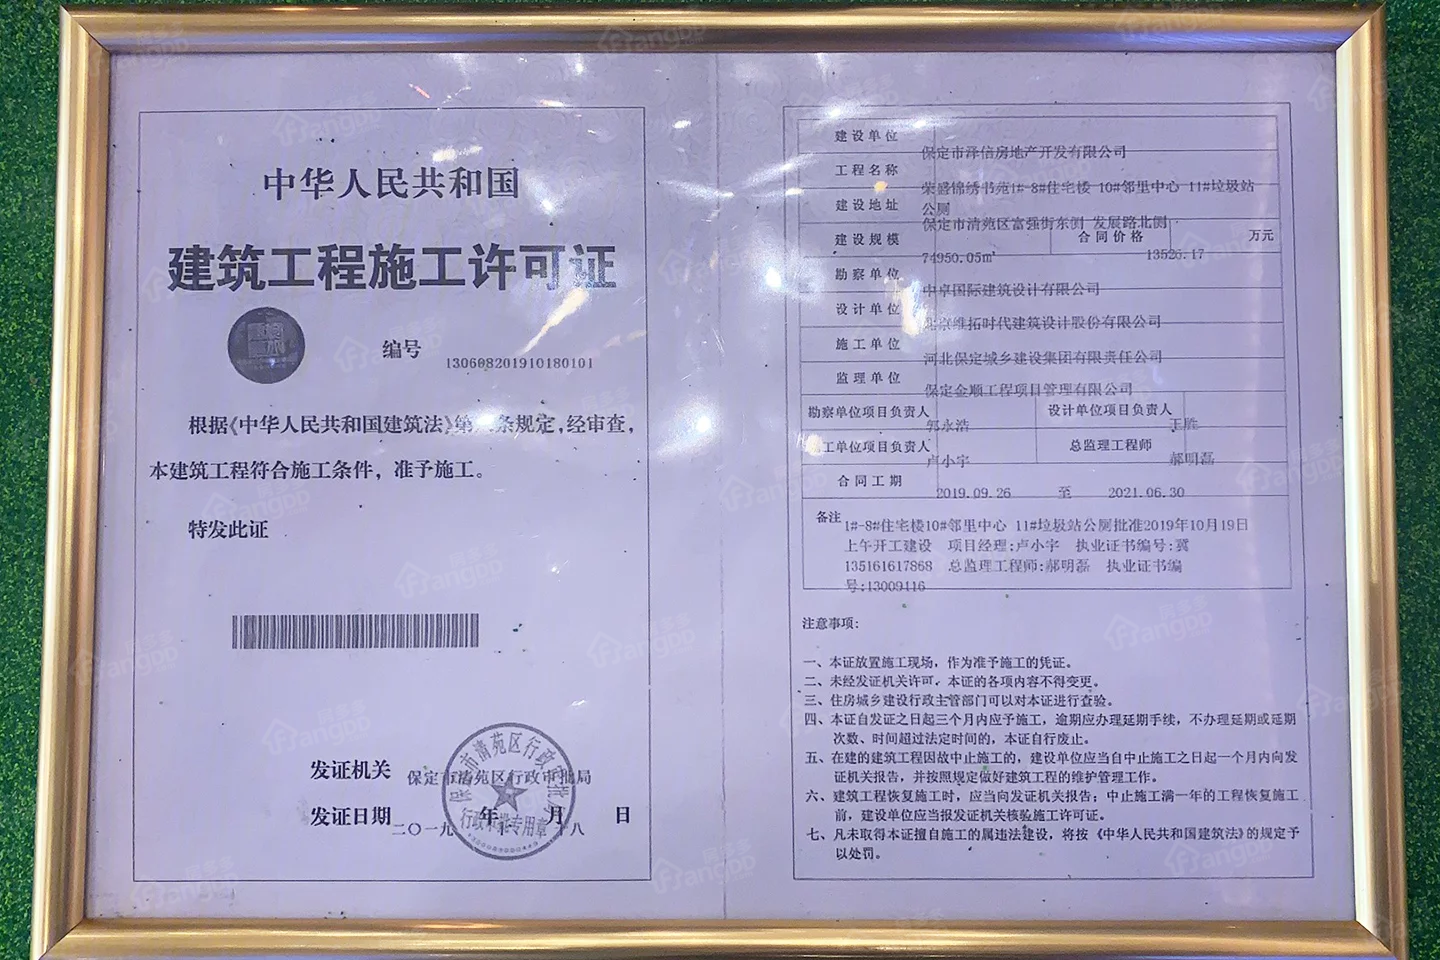 中华人民共和国
建筑工程施工许可证
编号 130608201910180101
根据《中华人民共和国建筑法》第 条规定,经审查,
本建筑工程符合施工条件，准予施工。
特发此证
发证机关 保定市清苑区行政审批局
发证日期 二〇一九年 十月十八日
建设单位 保定市泽信房地产开发有限公司
工程名称 荣盛锦绣书苑1#-8#住宅楼 10#邻里中心 11#垃圾站
公厕
建设地址 保定市清苑区富强街东侧 发展路北侧
建设规模 74950.05㎡ 合同价格 13526.17 万元
勘察单位 中卓国际建筑设计有限公司
设计单位 北京维拓时代建筑设计股份有限公司
施工单位 河北保定城乡建设集团有限责任公司
监理单位 保定金顺工程项目管理有限公司
勘察单位项目负责人 郭永浩 设计单位项目负责人 王胜
施工单位项目负责人 卢小宇 总监理工程师 郝明磊
合同工期 2019.09.26 至 2021.06.30
备注 1#-8#住宅楼10#邻里中心 11#垃圾站公厕批准2019年10月19日
上午开工建设 项目经理:卢小宇 执业证书编号:冀
135161617868 总监理工程师:郝明磊 执业证书编
号:13009416
注意事项:
一、本证放置施工现场，作为准予施工的凭证。
二、未经发证机关许可，本证的各项内容不得变更。
三、住房城乡建设行政主管部门可以对本证进行查验。
四、本证自发证之日起三个月内应予施工，逾期应办理延期手续，不办理延期或延期
次数、时间超过法定时间的，本证自行废止。
五、在建的建筑工程因故中止施工的，建设单位应当自中止施工之日起一个月内向发
证机关报告，并按照规定做好建筑工程的维护管理工作。
六、建筑工程恢复施工时，应当向发证机关报告；中止施工满一年的工程恢复施工
前，建设单位应当报发证机关核验施工许可证。
七、凡未取得本证擅自施工的属违法建设，将按《中华人民共和国建筑法》的规定予
以处罚。